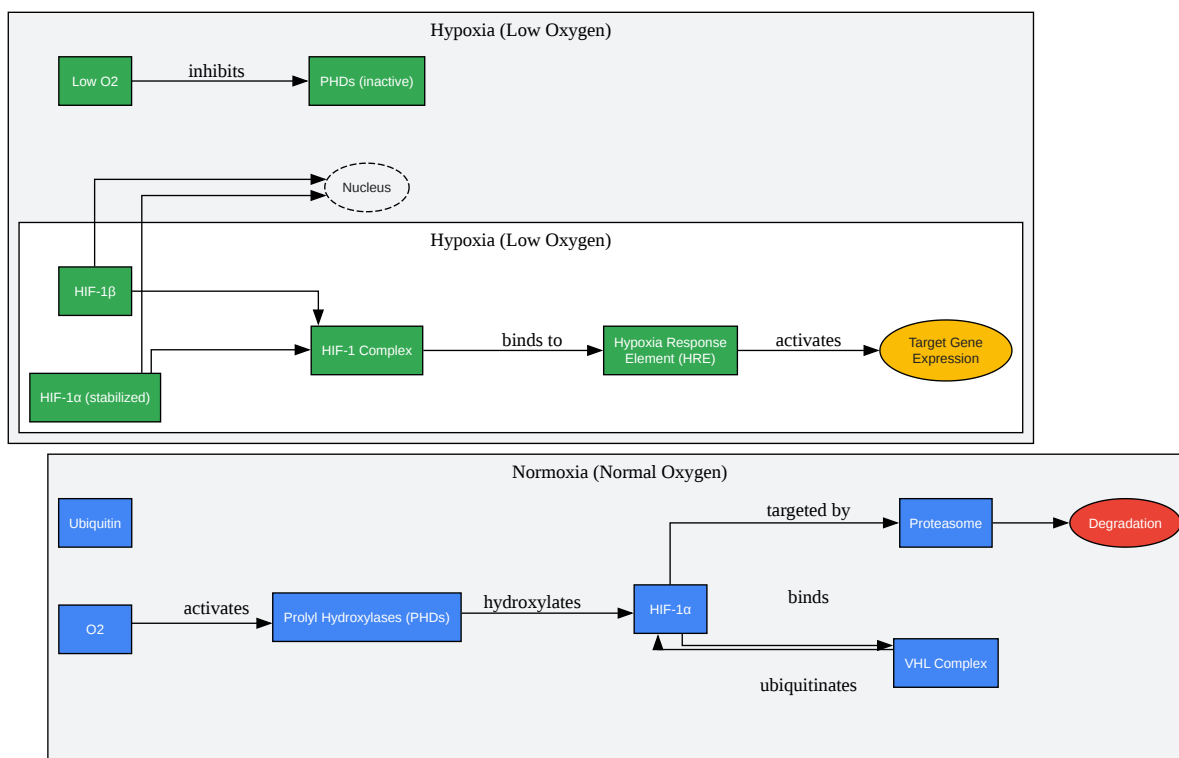 Hypoxia (Low Oxygen)
Low O2
inhibits
PHDs (inactive)
Nucleus
Hypoxia (Low Oxygen)
HIF-1β
HIF-1 Complex
binds to
Hypoxia Response
Element (HRE)
activates
Target Gene
Expression
HIF-1α (stabilized)
Normoxia (Normal Oxygen)
Ubiquitin
targeted by
Proteasome
Degradation
O2
activates
Prolyl Hydroxylases (PHDs)
hydroxylates
HIF-1α
binds
VHL Complex
ubiquitinates